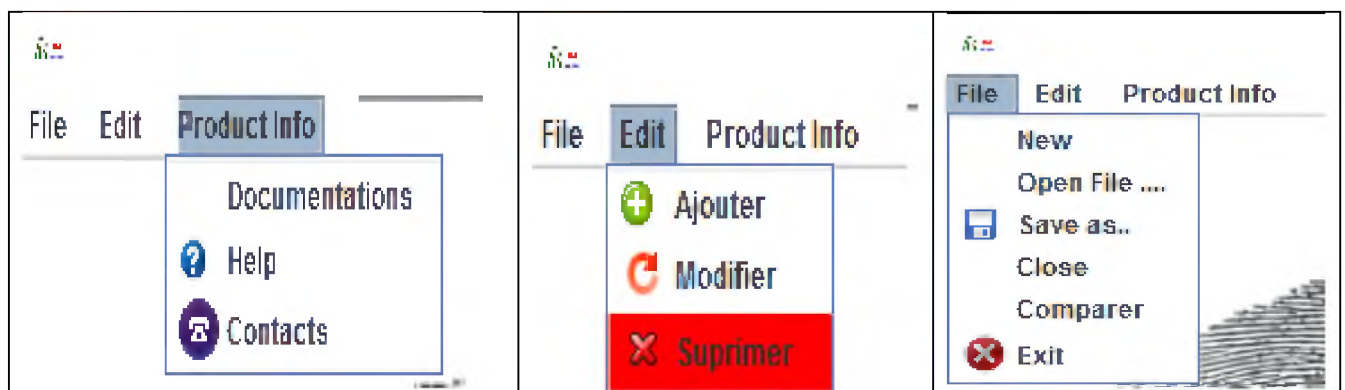 File Edit Product Info
Documentations
Help
Contacts
File Edit Product Info
Ajouter
Modifier
Suprimer
File Edit Product Info
New
Open File ....
Save as..
Close
Comparer
Exit